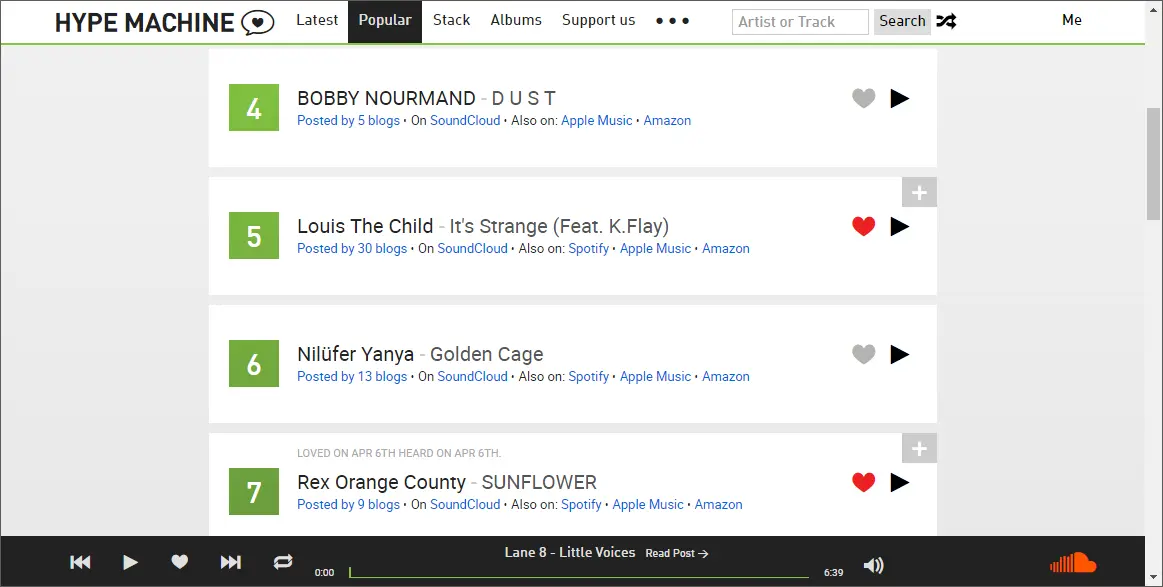 HYPE MACHINE Latest Popular Stack Albums Support us ••• Artist or Track Search Me
4
BOBBY NOURMAND - D U S T
Posted by 5 blogs • On SoundCloud • Also on: Apple Music • Amazon
+
5
Louis The Child - It's Strange (Feat. K.Flay)
Posted by 30 blogs • On SoundCloud • Also on: Spotify • Apple Music • Amazon
6
Nilüfer Yanya - Golden Cage
Posted by 13 blogs • On SoundCloud • Also on: Spotify • Apple Music • Amazon
+
LOVED ON APR 6TH HEARD ON APR 6TH.
7
Rex Orange County - SUNFLOWER
Posted by 9 blogs • On SoundCloud • Also on: Spotify • Apple Music • Amazon
Lane 8 - Little Voices Read Post →
0:00 6:39